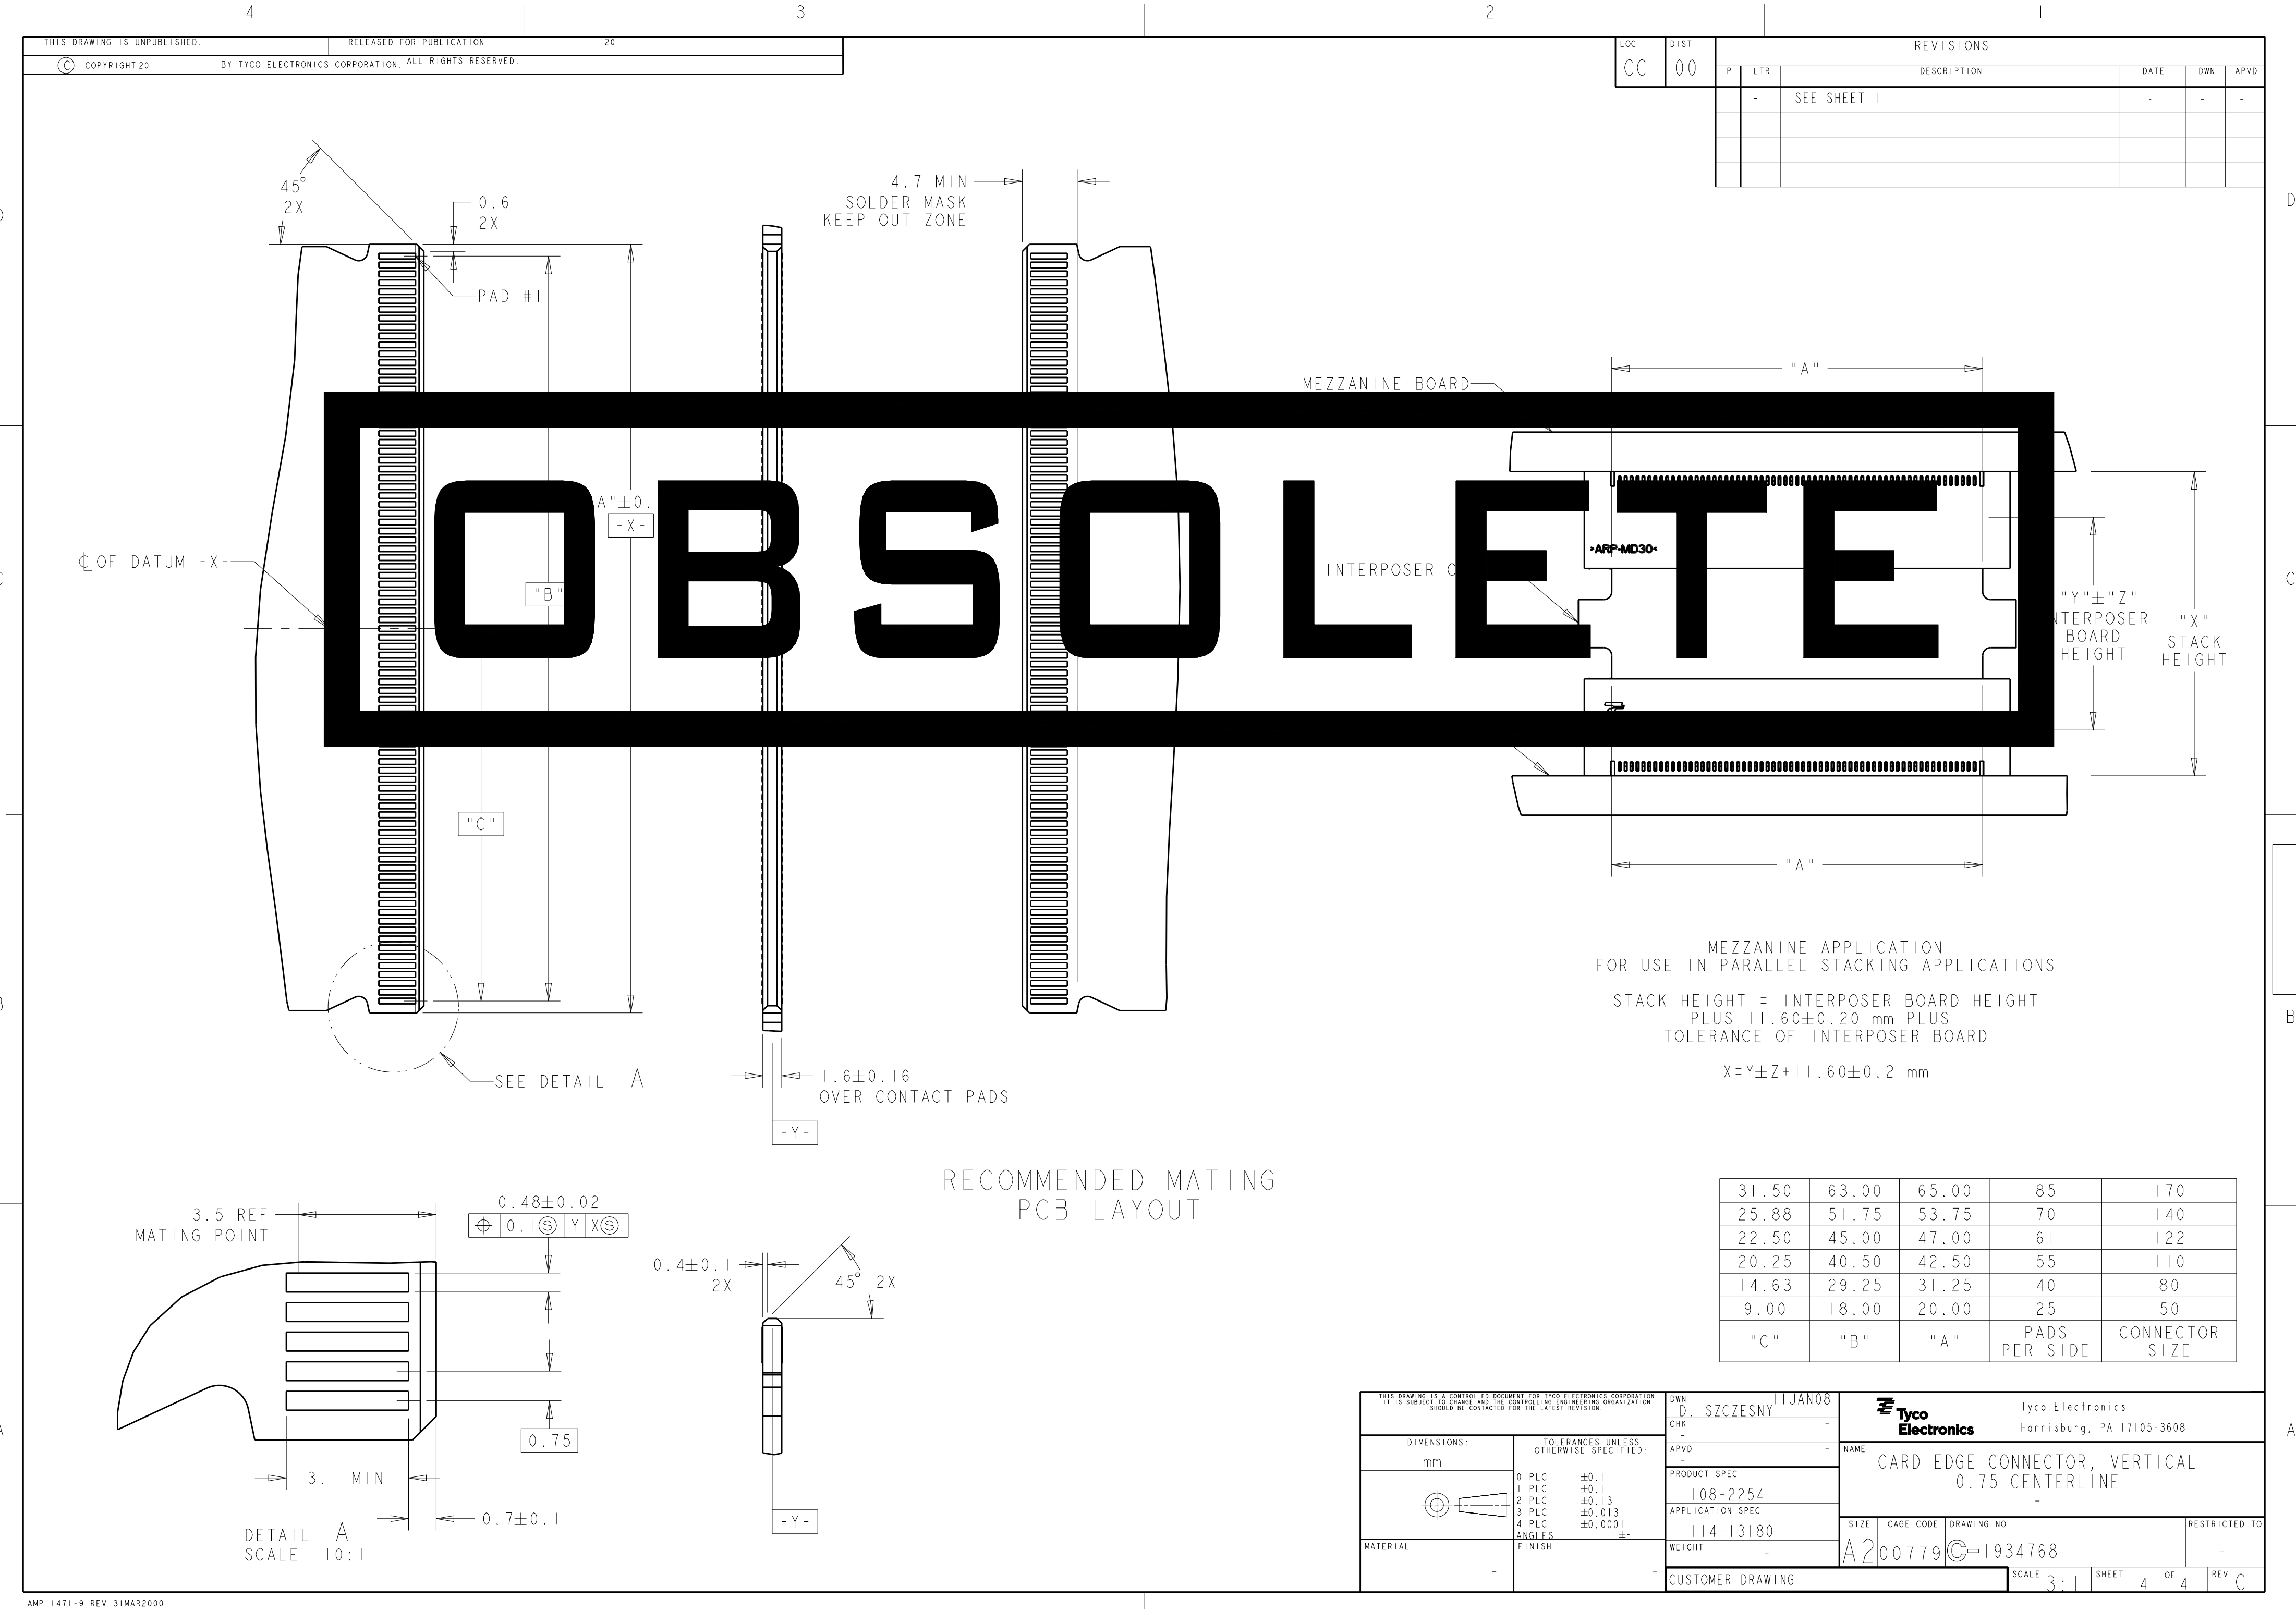 4 3 2 1
THIS DRAWING IS UNPUBLISHED. RELEASED FOR PUBLICATION 20
© COPYRIGHT 20 BY TYCO ELECTRONICS CORPORATION. ALL RIGHTS RESERVED.
LOC DIST REVISIONS
CC 00
P LTR DESCRIPTION DATE DWN APVD
- SEE SHEET 1 - - -
D
45°
2X
0.6
2X
PAD #1
4.7 MIN
SOLDER MASK
KEEP OUT ZONE
MEZZANINE BOARD
"A"
OBSOLETE
A"±0.
-X-
"B"
℄ OF DATUM -X-
>ARP-MD30<
INTERPOSER
"Y"±"Z"
INTERPOSER
BOARD
HEIGHT
"X"
STACK
HEIGHT
C
"C"
"A"
SEE DETAIL A
1.6±0.16
OVER CONTACT PADS
-Y-
MEZZANINE APPLICATION
FOR USE IN PARALLEL STACKING APPLICATIONS
STACK HEIGHT = INTERPOSER BOARD HEIGHT
PLUS 11.60±0.20 mm PLUS
TOLERANCE OF INTERPOSER BOARD
X=Y±Z+11.60±0.2 mm
B
RECOMMENDED MATING
PCB LAYOUT
3.5 REF
MATING POINT
0.48±0.02
⌖ 0.1Ⓢ Y XⓈ
0.4±0.1
2X
45° 2X
0.75
3.1 MIN
0.7±0.1
DETAIL A
SCALE 10:1
-Y-
31.50 63.00 65.00 85 170
25.88 51.75 53.75 70 140
22.50 45.00 47.00 61 122
20.25 40.50 42.50 55 110
14.63 29.25 31.25 40 80
9.00 18.00 20.00 25 50
"C" "B" "A" PADS PER SIDE CONNECTOR SIZE
A
THIS DRAWING IS A CONTROLLED DOCUMENT FOR TYCO ELECTRONICS CORPORATION
IT IS SUBJECT TO CHANGE AND THE CONTROLLING ENGINEERING ORGANIZATION
SHOULD BE CONTACTED FOR THE LATEST REVISION.
DIMENSIONS:
mm
TOLERANCES UNLESS
OTHERWISE SPECIFIED:
0 PLC ±0.1
1 PLC ±0.1
2 PLC ±0.13
3 PLC ±0.013
4 PLC ±0.0001
ANGLES ±-
MATERIAL -
FINISH -
DWN 11JAN08
D. SZCZESNY
CHK -
-
APVD -
-
PRODUCT SPEC
108-2254
APPLICATION SPEC
114-13180
WEIGHT -
CUSTOMER DRAWING
Tyco
Electronics
Tyco Electronics
Harrisburg, PA 17105-3608
NAME
CARD EDGE CONNECTOR, VERTICAL
0.75 CENTERLINE
-
SIZE CAGE CODE DRAWING NO RESTRICTED TO
A2 00779 C-1934768 -
SCALE 3:1 SHEET 4 OF 4 REV C
AMP 1471-9 REV 31MAR2000